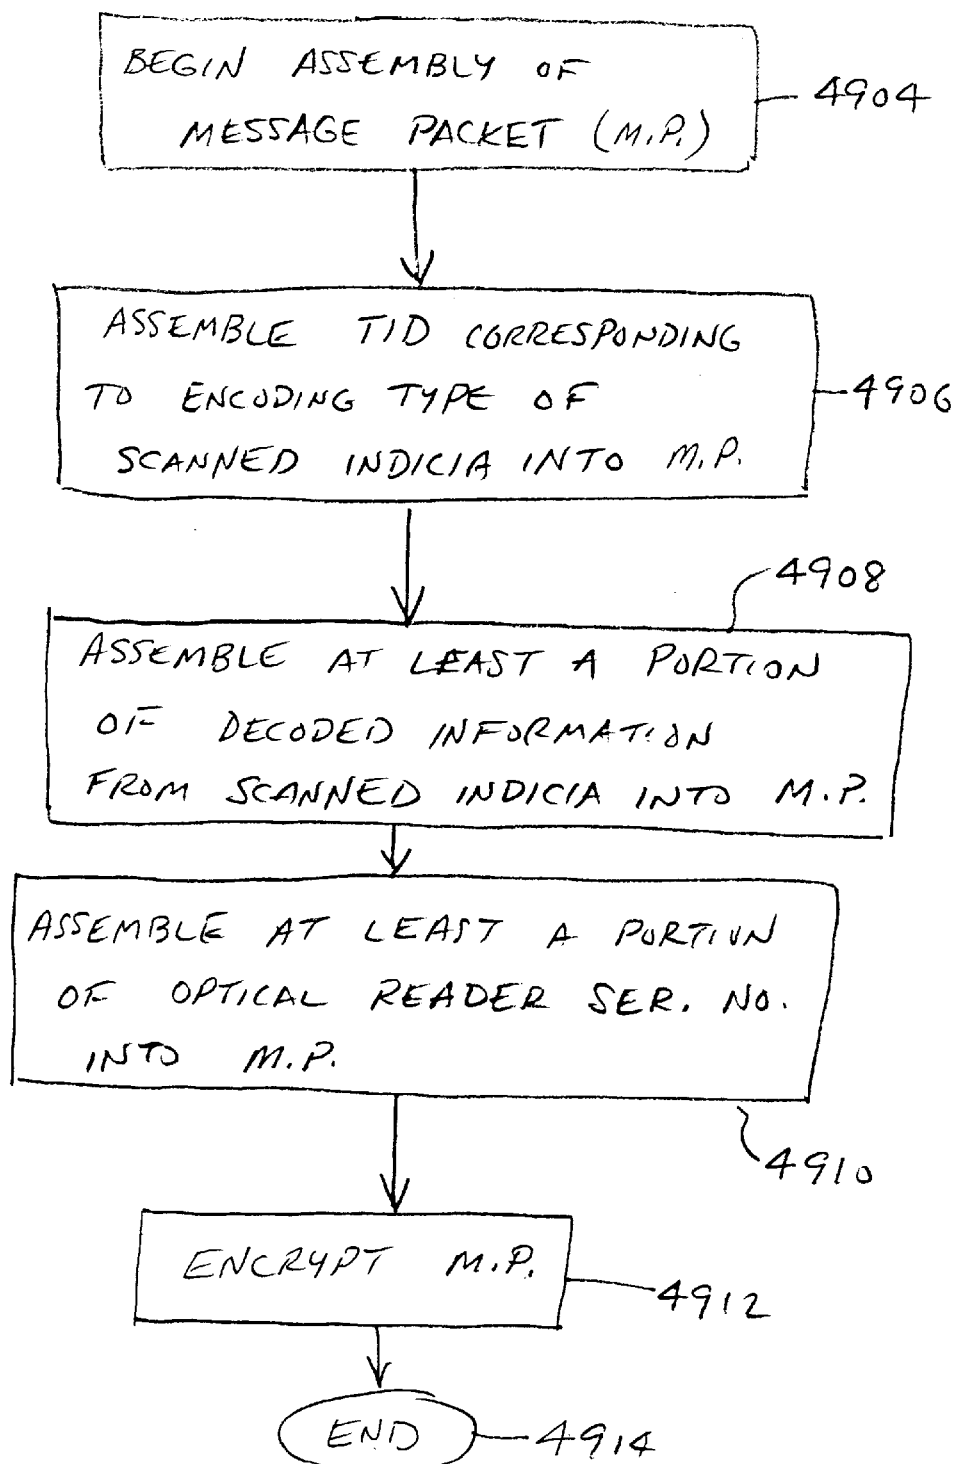 BEGIN ASSEMBLY OF
MESSAGE PACKET (M.P.)
4904
ASSEMBLE TID CORRESPONDING
TO ENCODING TYPE OF
SCANNED INDICIA INTO M.P.
4906
4908
ASSEMBLE AT LEAST A PORTION
OF DECODED INFORMATION
FROM SCANNED INDICIA INTO M.P.
ASSEMBLE AT LEAST A PORTION
OF OPTICAL READER SER. NO.
INTO M.P.
4910
ENCRYPT M.P.
4912
END
4914